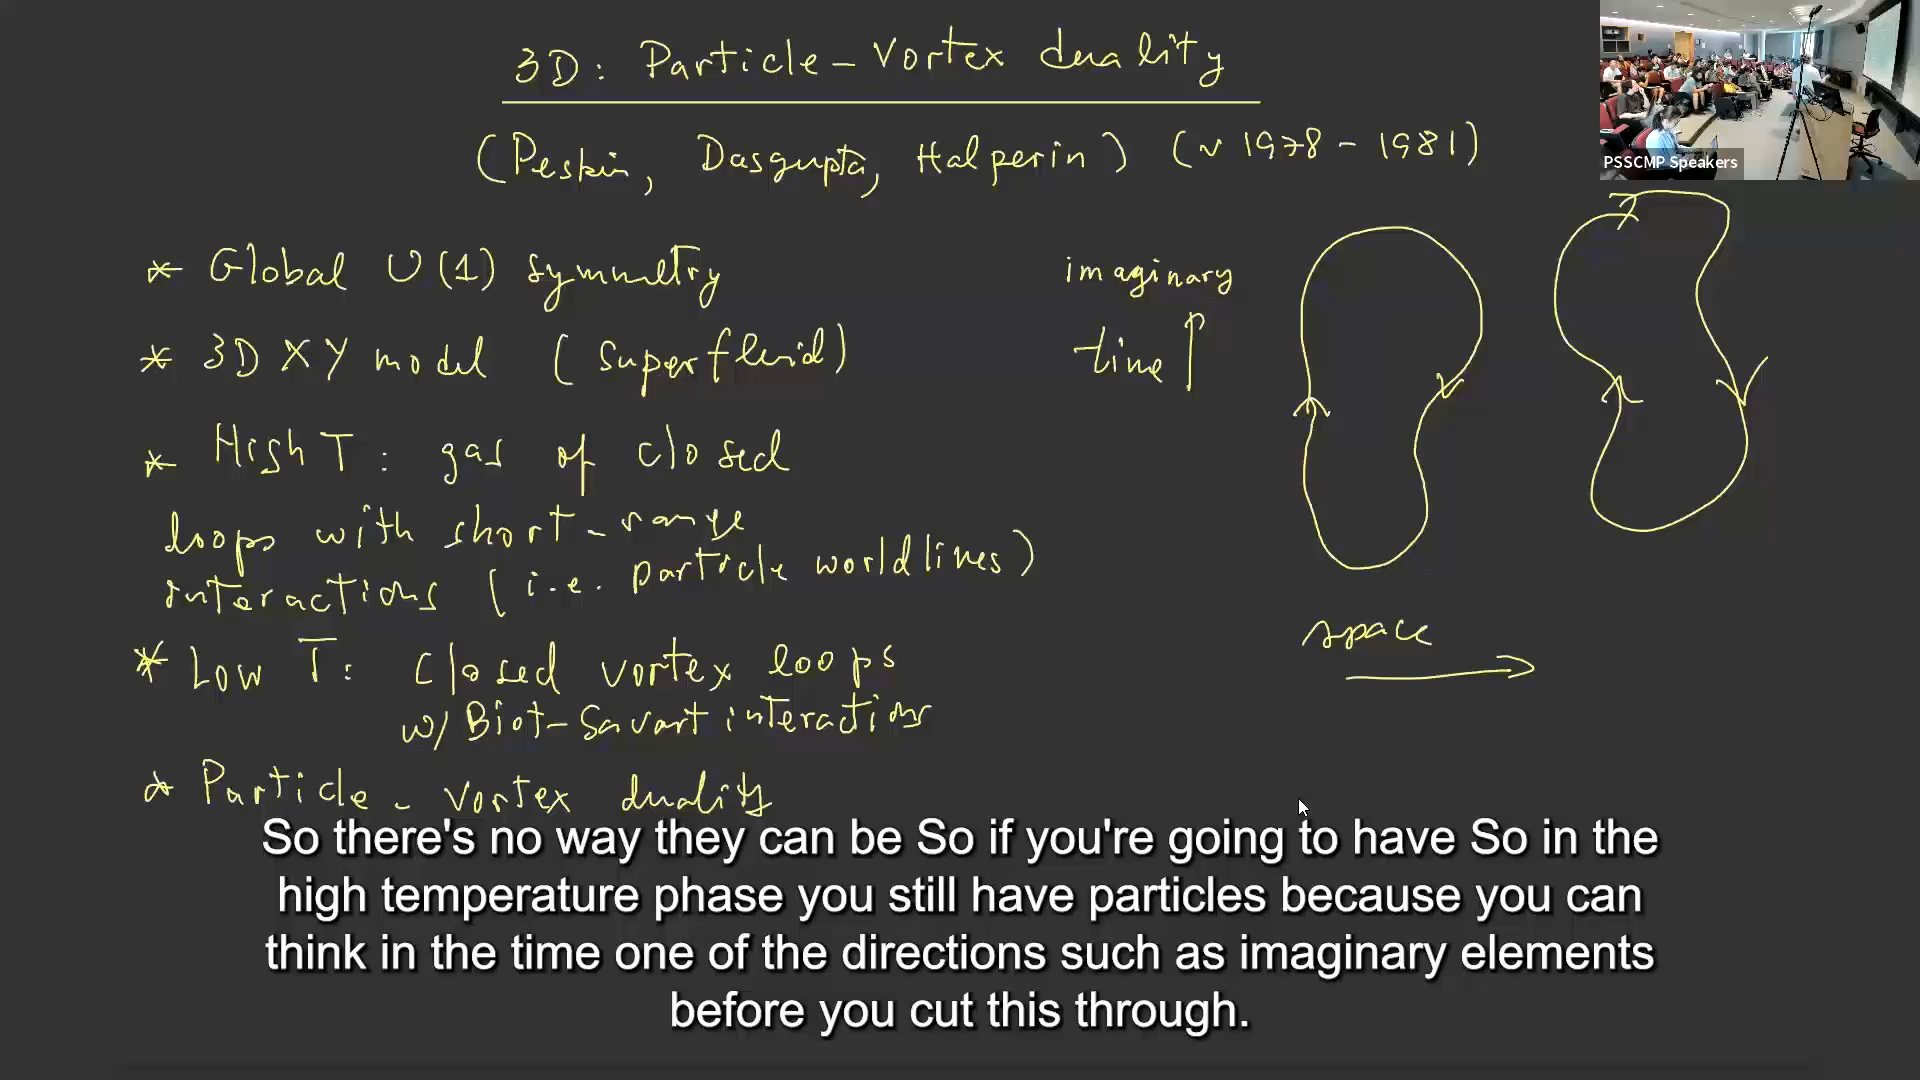 3D: Particle - Vortex duality
(Peskin, Dasgupta, Halperin) (~ 1978 - 1981)
PSSCMP Speakers
* Global U(1) symmetry
* 3D XY model (superfluid)
* High T: gas of closed
loops with short-range
interactions (i.e. particle worldlines)
* Low T: closed vortex loops
w/ Biot-Savart interactions
* Particle - vortex duality
imaginary
time
space
So there's no way they can be So if you're going to have So in the
high temperature phase you still have particles because you can
think in the time one of the directions such as imaginary elements
before you cut this through.